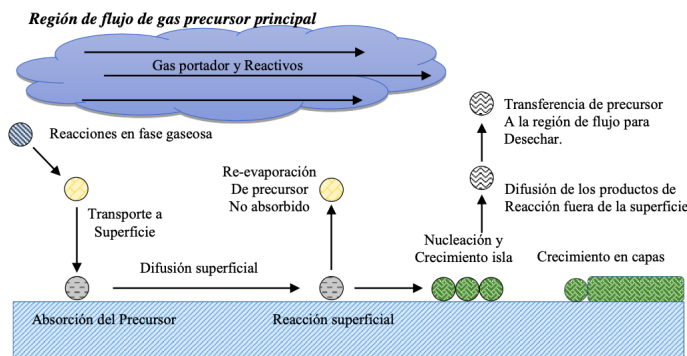 Región de flujo de gas precursor principal
Gas portador y Reactivos
Reacciones en fase gaseosa
Transferencia de precursor
A la región de flujo para
Desechar.
Re-evaporación
De precursor
No absorbido
Difusión de los productos de
Reacción fuera de la superficie
Transporte a
Superficie
Nucleación y
Crecimiento isla
Crecimiento en capas
Difusión superficial
Absorción del Precursor
Reacción superficial